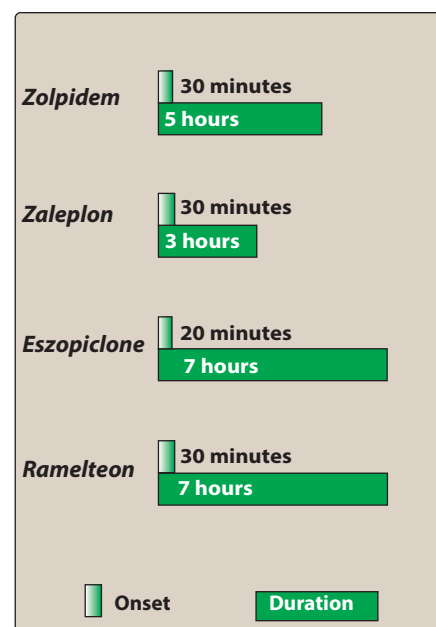 Zolpidem
30 minutes
5 hours
Zaleplon
30 minutes
3 hours
Eszopiclone
20 minutes
7 hours
Ramelteon
30 minutes
7 hours
Onset
Duration